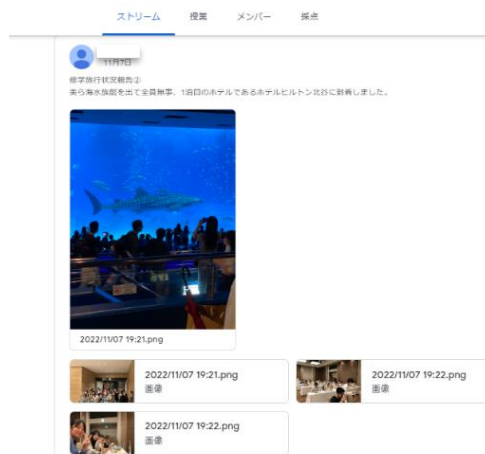 ストリーム 授業 メンバー 採点
11月7日
修学旅行状況報告②
美ら海水族館を出て全員無事、1泊目のホテルであるホテルヒルトン北谷に到着しました。
2022/11/07 19:21.png
2022/11/07 19:21.png
画像
2022/11/07 19:22.png
画像
2022/11/07 19:22.png
画像